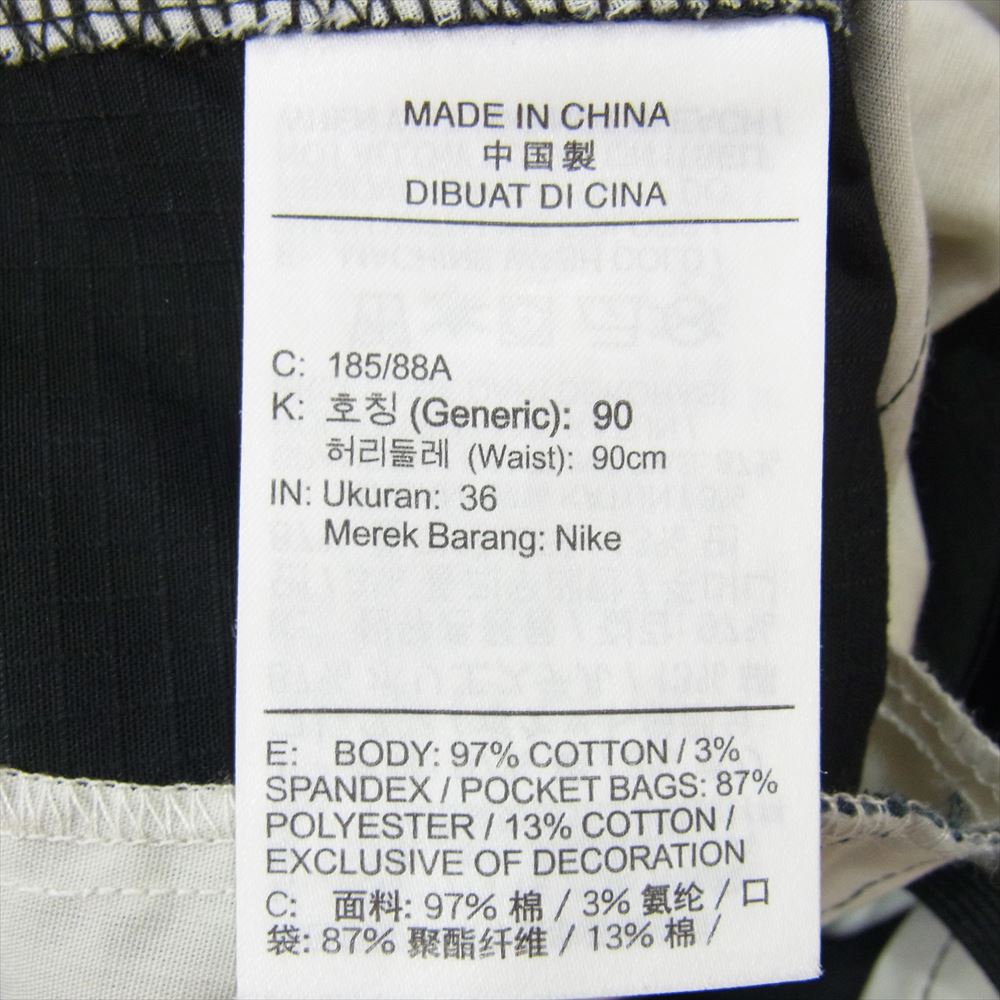 MADE IN CHINA
中国製
DIBUAT DI CINA
C: 185/88A
K: 호칭 (Generic): 90
허리둘레 (Waist): 90cm
IN: Ukuran: 36
Merek Barang: Nike
E: BODY: 97% COTTON / 3%
SPANDEX / POCKET BAGS: 87%
POLYESTER / 13% COTTON /
EXCLUSIVE OF DECORATION
C: 面料: 97% 棉 / 3% 氨纶 / 口
袋: 87% 聚酯纤维 / 13% 棉 /